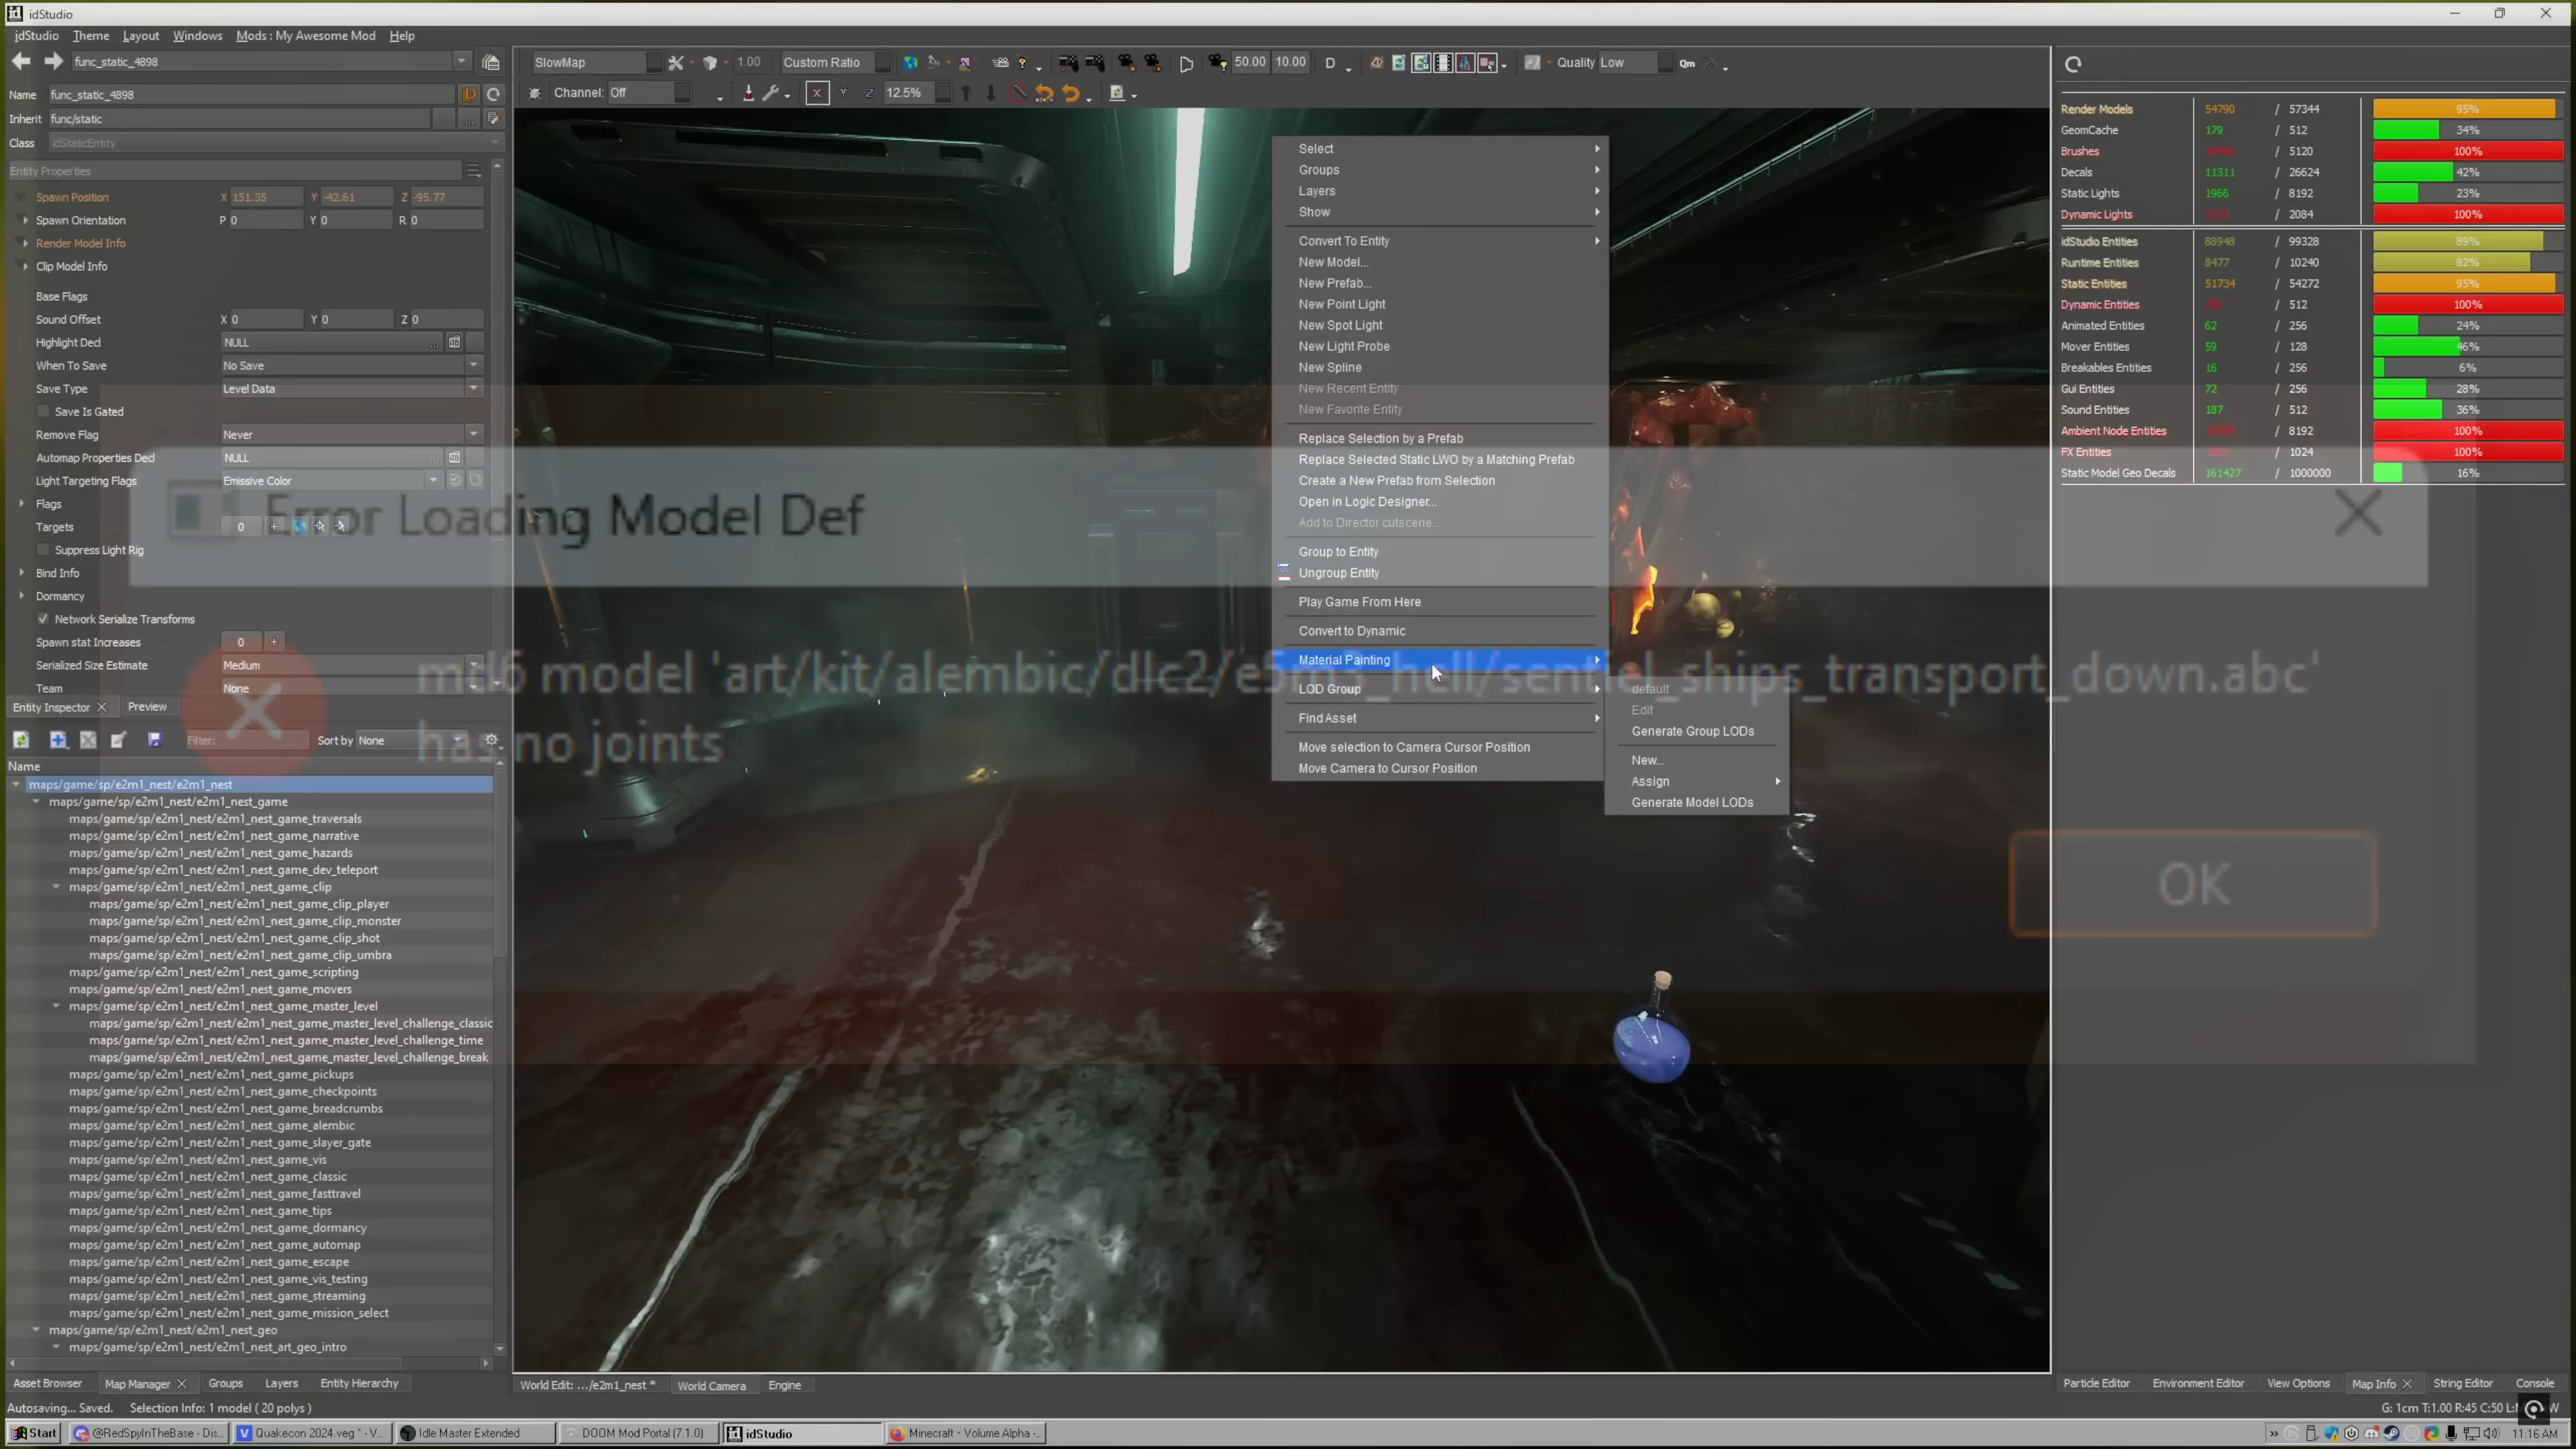 idStudio
idStudio Theme Layout Windows Mods : My Awesome Mod Help
func_static_4898
Name func_static_4898
Inherit func/static
Class idStaticEntity
Entity Properties
Spawn Position X 151.35 Y -42.61 Z -95.77
Spawn Orientation P 0 Y 0 R 0
Render Model Info
Clip Model Info
Base Flags
Sound Offset X 0 Y 0 Z 0
Highlight Decl NULL ...
When To Save No Save
Save Type Level Data
Save Is Gated
Remove Flag Never
Automap Properties Decl NULL
Light Targeting Flags Emissive Color
Flags
Targets 0 +
Suppress Light Rig
Bind Info
Dormancy
Network Serialize Transforms
Spawn stat Increases 0 +
Serialized Size Estimate Medium
Team None
Entity Inspector Preview
Filter: Sort by None
Name
maps/game/sp/e2m1_nest/e2m1_nest
maps/game/sp/e2m1_nest/e2m1_nest_game
maps/game/sp/e2m1_nest/e2m1_nest_game_traversals
maps/game/sp/e2m1_nest/e2m1_nest_game_narrative
maps/game/sp/e2m1_nest/e2m1_nest_game_hazards
maps/game/sp/e2m1_nest/e2m1_nest_game_dev_teleport
maps/game/sp/e2m1_nest/e2m1_nest_game_clip
maps/game/sp/e2m1_nest/e2m1_nest_game_clip_player
maps/game/sp/e2m1_nest/e2m1_nest_game_clip_monster
maps/game/sp/e2m1_nest/e2m1_nest_game_clip_shot
maps/game/sp/e2m1_nest/e2m1_nest_game_clip_umbra
maps/game/sp/e2m1_nest/e2m1_nest_game_scripting
maps/game/sp/e2m1_nest/e2m1_nest_game_movers
maps/game/sp/e2m1_nest/e2m1_nest_game_master_level
maps/game/sp/e2m1_nest/e2m1_nest_game_master_level_challenge_classic
maps/game/sp/e2m1_nest/e2m1_nest_game_master_level_challenge_time
maps/game/sp/e2m1_nest/e2m1_nest_game_master_level_challenge_break
maps/game/sp/e2m1_nest/e2m1_nest_game_pickups
maps/game/sp/e2m1_nest/e2m1_nest_game_checkpoints
maps/game/sp/e2m1_nest/e2m1_nest_game_breadcrumbs
maps/game/sp/e2m1_nest/e2m1_nest_game_alembic
maps/game/sp/e2m1_nest/e2m1_nest_game_slayer_gate
maps/game/sp/e2m1_nest/e2m1_nest_game_vis
maps/game/sp/e2m1_nest/e2m1_nest_game_classic
maps/game/sp/e2m1_nest/e2m1_nest_game_fasttravel
maps/game/sp/e2m1_nest/e2m1_nest_game_tips
maps/game/sp/e2m1_nest/e2m1_nest_game_dormancy
maps/game/sp/e2m1_nest/e2m1_nest_game_automap
maps/game/sp/e2m1_nest/e2m1_nest_game_escape
maps/game/sp/e2m1_nest/e2m1_nest_game_vis_testing
maps/game/sp/e2m1_nest/e2m1_nest_game_streaming
maps/game/sp/e2m1_nest/e2m1_nest_game_mission_select
maps/game/sp/e2m1_nest/e2m1_nest_geo
maps/game/sp/e2m1_nest/e2m1_nest_art_geo_intro
Asset Browser Map Manager Groups Layers Entity Hierarchy
Autosaving... Saved. Selection Info: 1 model ( 20 polys )
SlowMap 1.00 Custom Ratio 50.00 10.00 D Quality Low Qm
Channel: Off X Y Z 12.5%
Select
Groups
Layers
Show
Convert To Entity
New Model...
New Prefab...
New Point Light
New Spot Light
New Light Probe
New Spline
New Recent Entity
New Favorite Entity
Replace Selection by a Prefab
Replace Selected Static LWO by a Matching Prefab
Create a New Prefab from Selection
Open in Logic Designer...
Add to Director cutscene...
Group to Entity
Ungroup Entity
Play Game From Here
Convert to Dynamic
Material Painting
LOD Group
Find Asset
Move selection to Camera Cursor Position
Move Camera to Cursor Position
default
Edit
Generate Group LODs
New...
Assign
Generate Model LODs
Error Loading Model Def
md6 model 'art/kit/alembic/dlc2/e5m3_hell/sentiel_ships_transport_down.abc'
has no joints
OK
World Edit: .../e2m1_nest * World Camera Engine
Render Models 54790 / 57344 95%
GeomCache 179 / 512 34%
Brushes / 5120 100%
Decals 11311 / 26624 42%
Static Lights 1966 / 8192 23%
Dynamic Lights / 2084 100%
idStudio Entities 88948 / 99328 89%
Runtime Entities 8477 / 10240 82%
Static Entities 51734 / 54272 95%
Dynamic Entities / 512 100%
Animated Entities 62 / 256 24%
Mover Entities 59 / 128 46%
Breakables Entities 16 / 256 6%
Gui Entities 72 / 256 28%
Sound Entities 187 / 512 36%
Ambient Node Entities / 8192 100%
FX Entities / 1024 100%
Static Model Geo Decals 161427 / 1000000 16%
Particle Editor Environment Editor View Options Map Info String Editor Console
G: 1cm T:1.00 R:45 C:50
Start @RedSpyInTheBase - Dis... Quakecon 2024.veg * - V... Idle Master Extended DOOM Mod Portal (7.1.0) idStudio Minecraft - Volume Alpha -... 11:16 AM